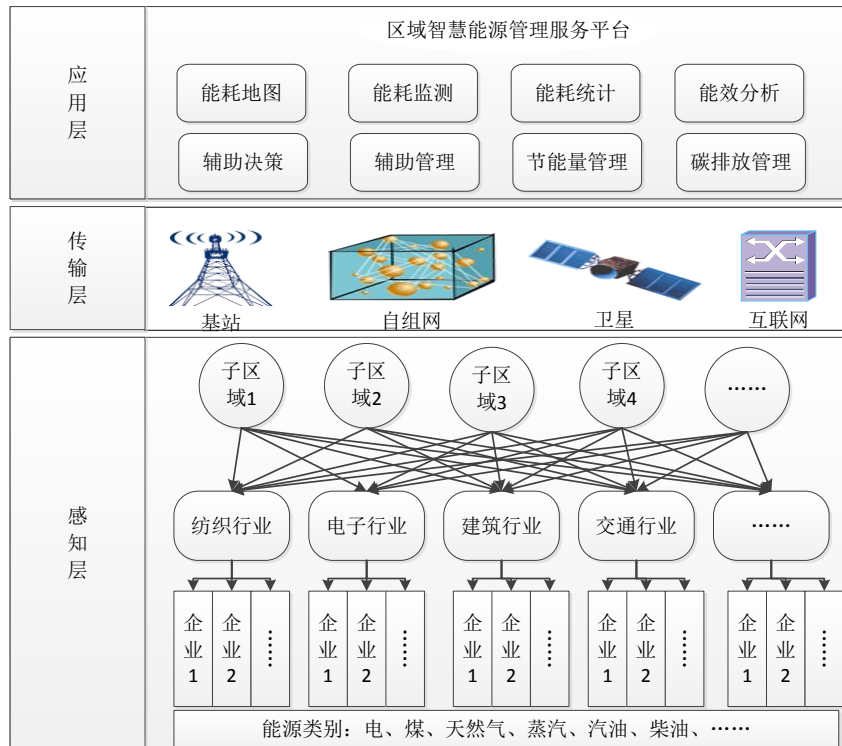 区域智慧能源管理服务平台
应用层
能耗地图 能耗监测 能耗统计 能效分析
辅助决策 辅助管理 节能量管理 碳排放管理
传输层
基站 自组网 卫星 互联网
感知层
子区域1 子区域2 子区域3 子区域4 ……
纺织行业 电子行业 建筑行业 交通行业 ……
企业1 企业2 …… 企业1 企业2 …… 企业1 企业2 …… 企业1 企业2 …… 企业1 企业2 ……
能源类别：电、煤、天然气、蒸汽、汽油、柴油、……